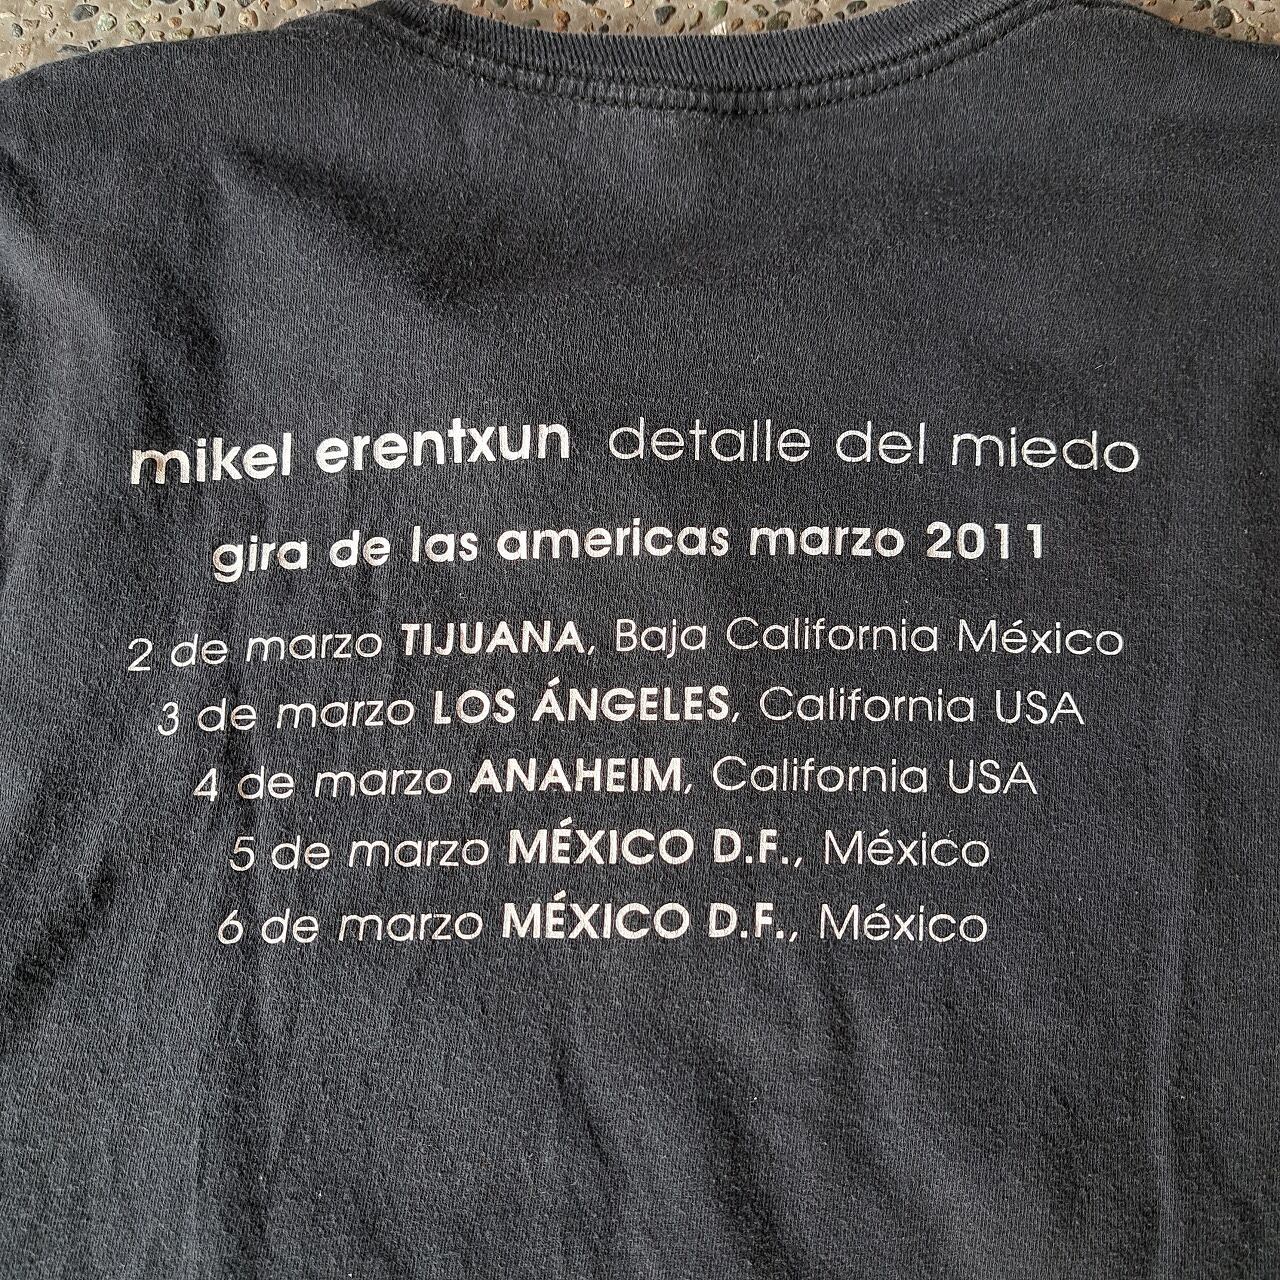 mikel erentxun detalle del miedo
gira de las americas marzo 2011
2 de marzo TIJUANA, Baja California México
3 de marzo LOS ÁNGELES, California USA
4 de marzo ANAHEIM, California USA
5 de marzo MÉXICO D.F., México
6 de marzo MÉXICO D.F., México